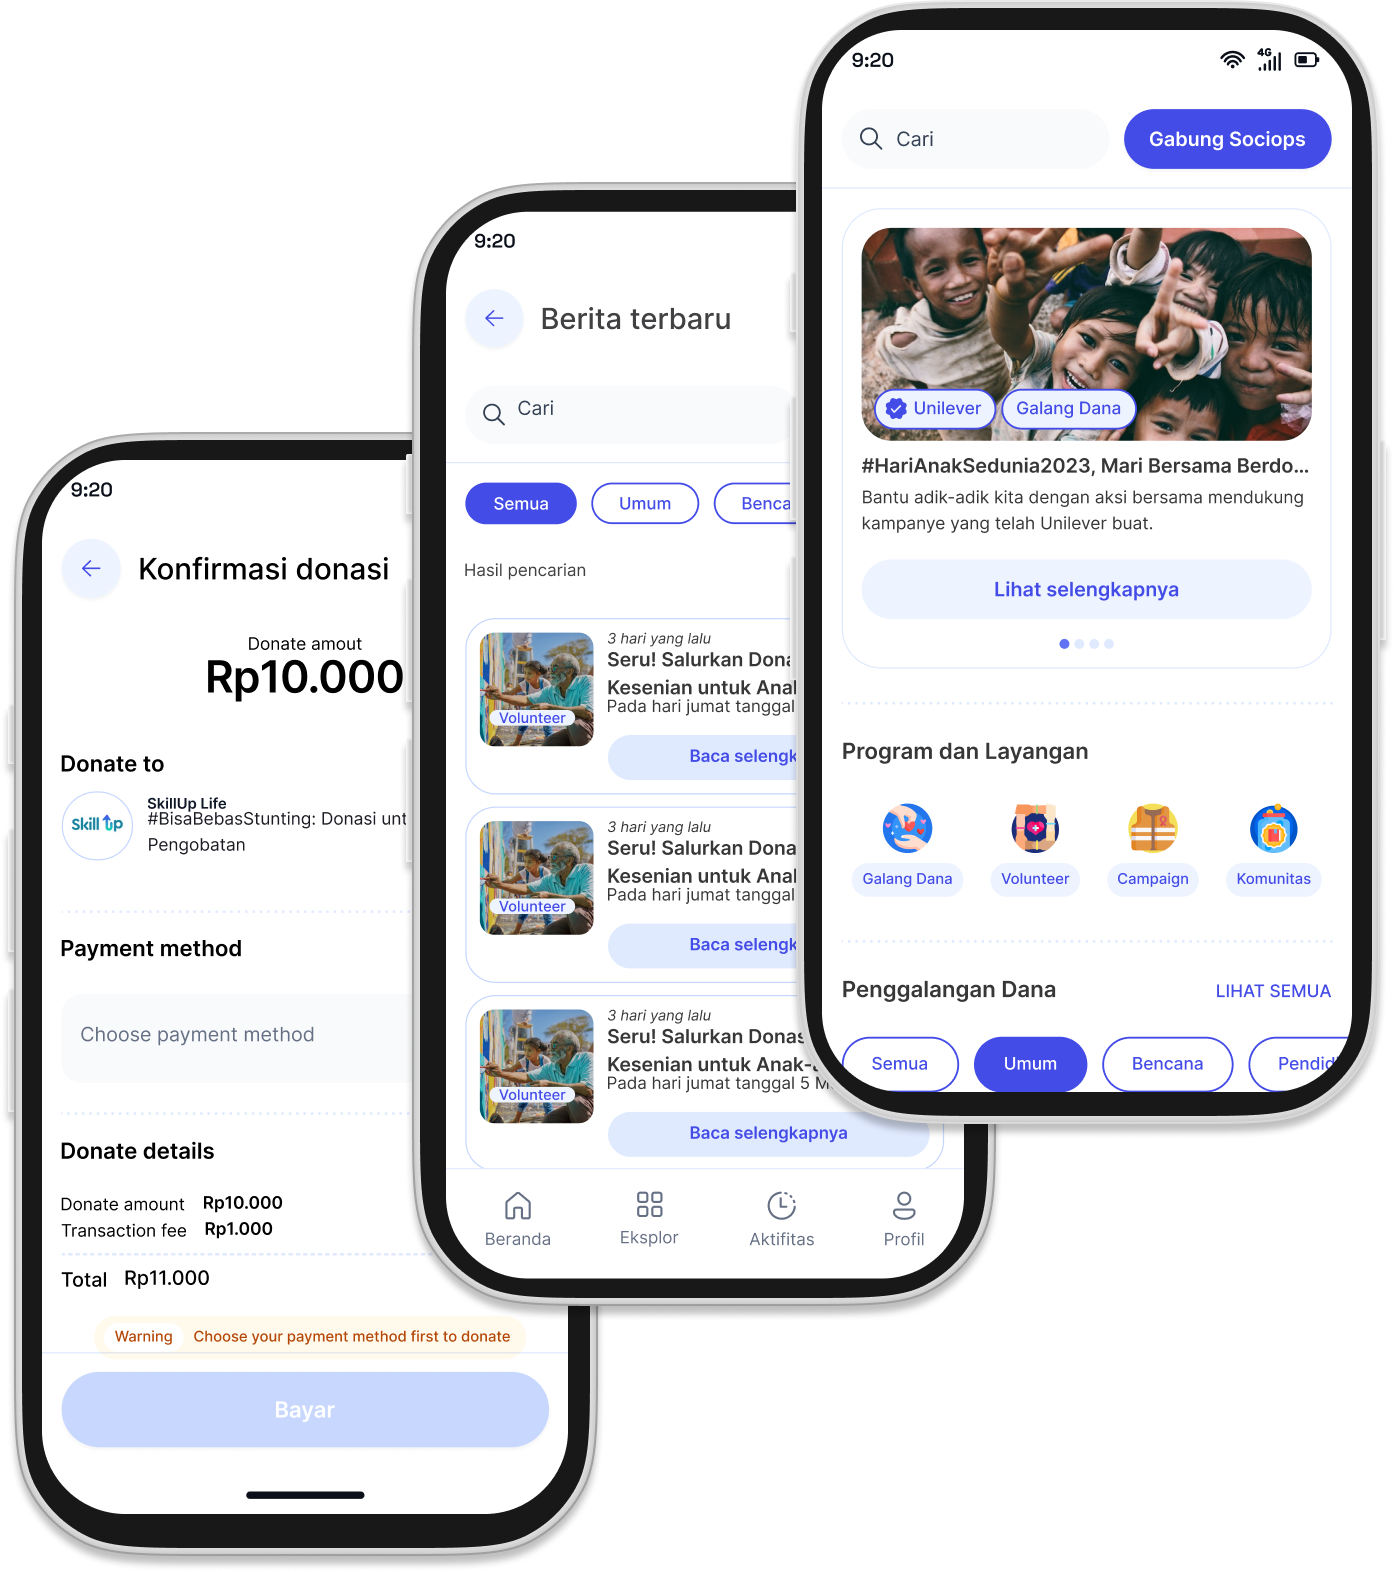 9:20
Konfirmasi donasi
Donate amout
Rp10.000
Donate to
Skill Up
SkillUp Life
#BisaBebasStunting: Donasi unt
Pengobatan
Payment method
Choose payment method
Donate details
Donate amount Rp10.000
Transaction fee Rp1.000
Total Rp11.000
Warning Choose your payment method first to donate
Bayar
9:20
Berita terbaru
Cari
Semua Umum Benca
Hasil pencarian
3 hari yang lalu
Seru! Salurkan Dona
Kesenian untuk Anal
Pada hari jumat tanggal
Volunteer
Baca selengk
3 hari yang lalu
Seru! Salurkan Dona
Kesenian untuk Anal
Pada hari jumat tanggal
Volunteer
Baca selengk
3 hari yang lalu
Seru! Salurkan Donas
Kesenian untuk Anak-
Pada hari jumat tanggal 5 M
Volunteer
Baca selengkapnya
Beranda Eksplor Aktifitas Profil
9:20 4G
Cari Gabung Sociops
Unilever Galang Dana
#HariAnakSedunia2023, Mari Bersama Berdo...
Bantu adik-adik kita dengan aksi bersama mendukung
kampanye yang telah Unilever buat.
Lihat selengkapnya
Program dan Layangan
Galang Dana Volunteer Campaign Komunitas
Penggalangan Dana LIHAT SEMUA
Semua Umum Bencana Pendid